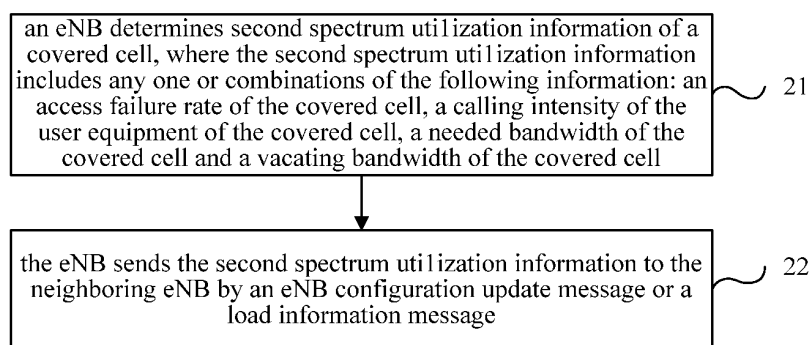 an eNB determines second spectrum utilization information of a
covered cell, where the second spectrum utilization information
includes any one or combinations of the following information: an
access failure rate of the covered cell, a calling intensity of the
user equipment of the covered cell, a needed bandwidth of the
covered cell and a vacating bandwidth of the covered cell
21
the eNB sends the second spectrum utilization information to the
neighboring eNB by an eNB configuration update message or a
load information message
22